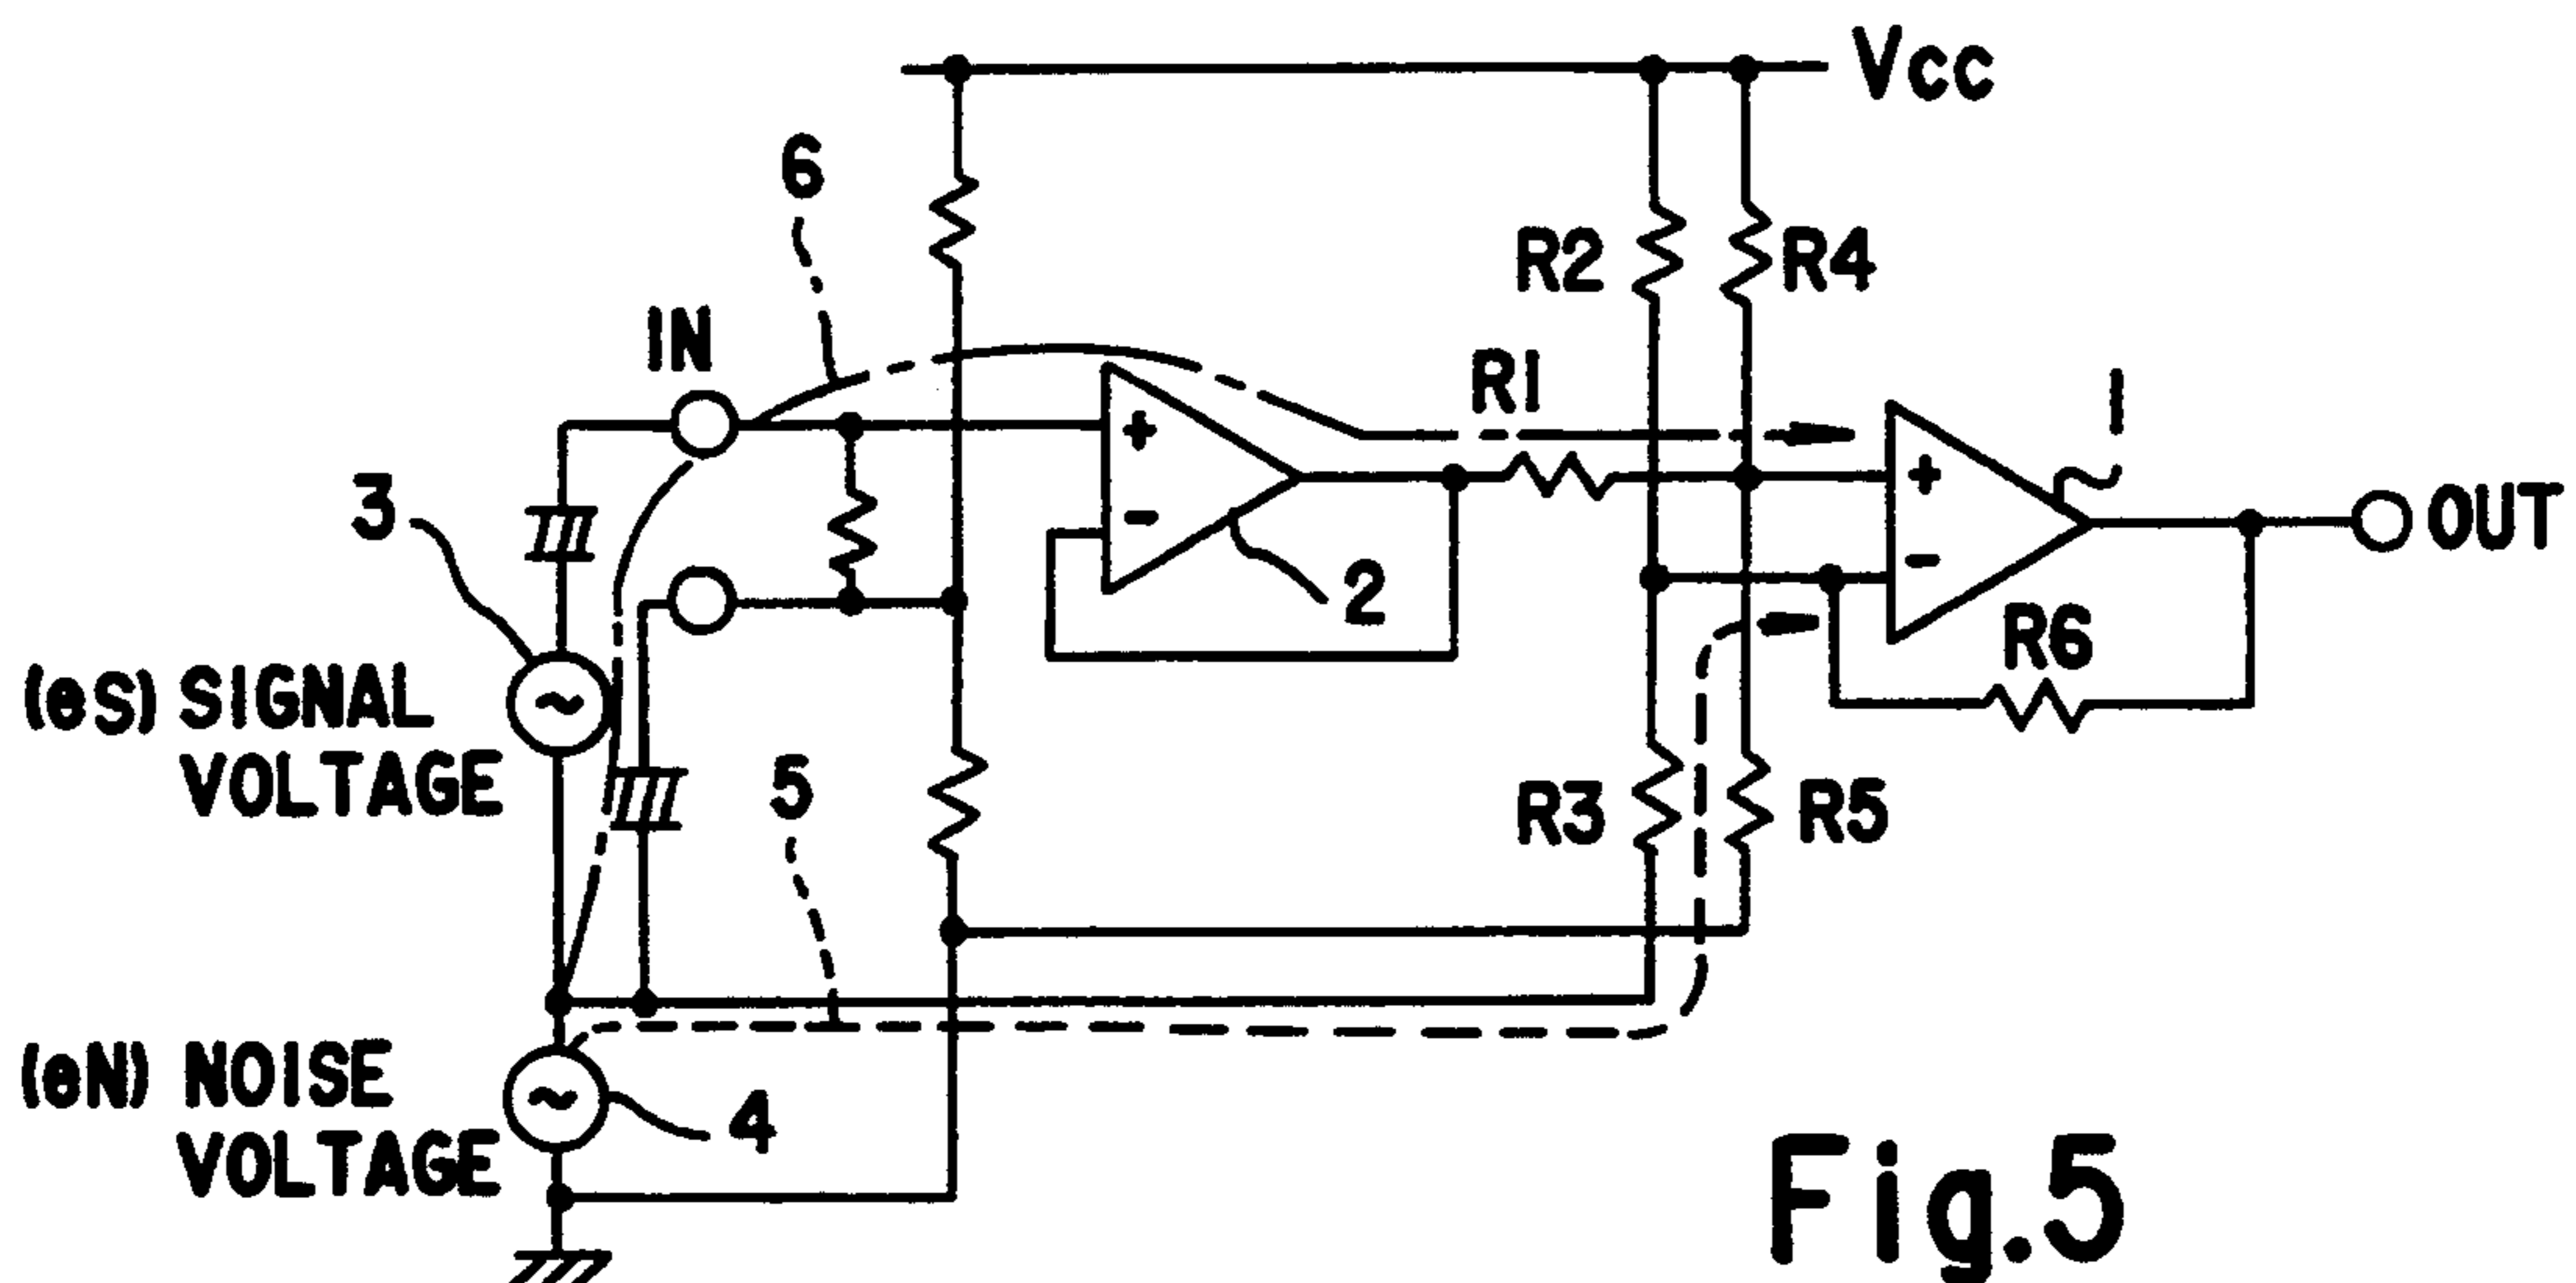 Vcc
6
R2
R4
IN
R1
1
+
-
+
-
OUT
3
2
R6
(eS) SIGNAL
VOLTAGE
5
R3
R5
(eN) NOISE
VOLTAGE
4
Fig.5